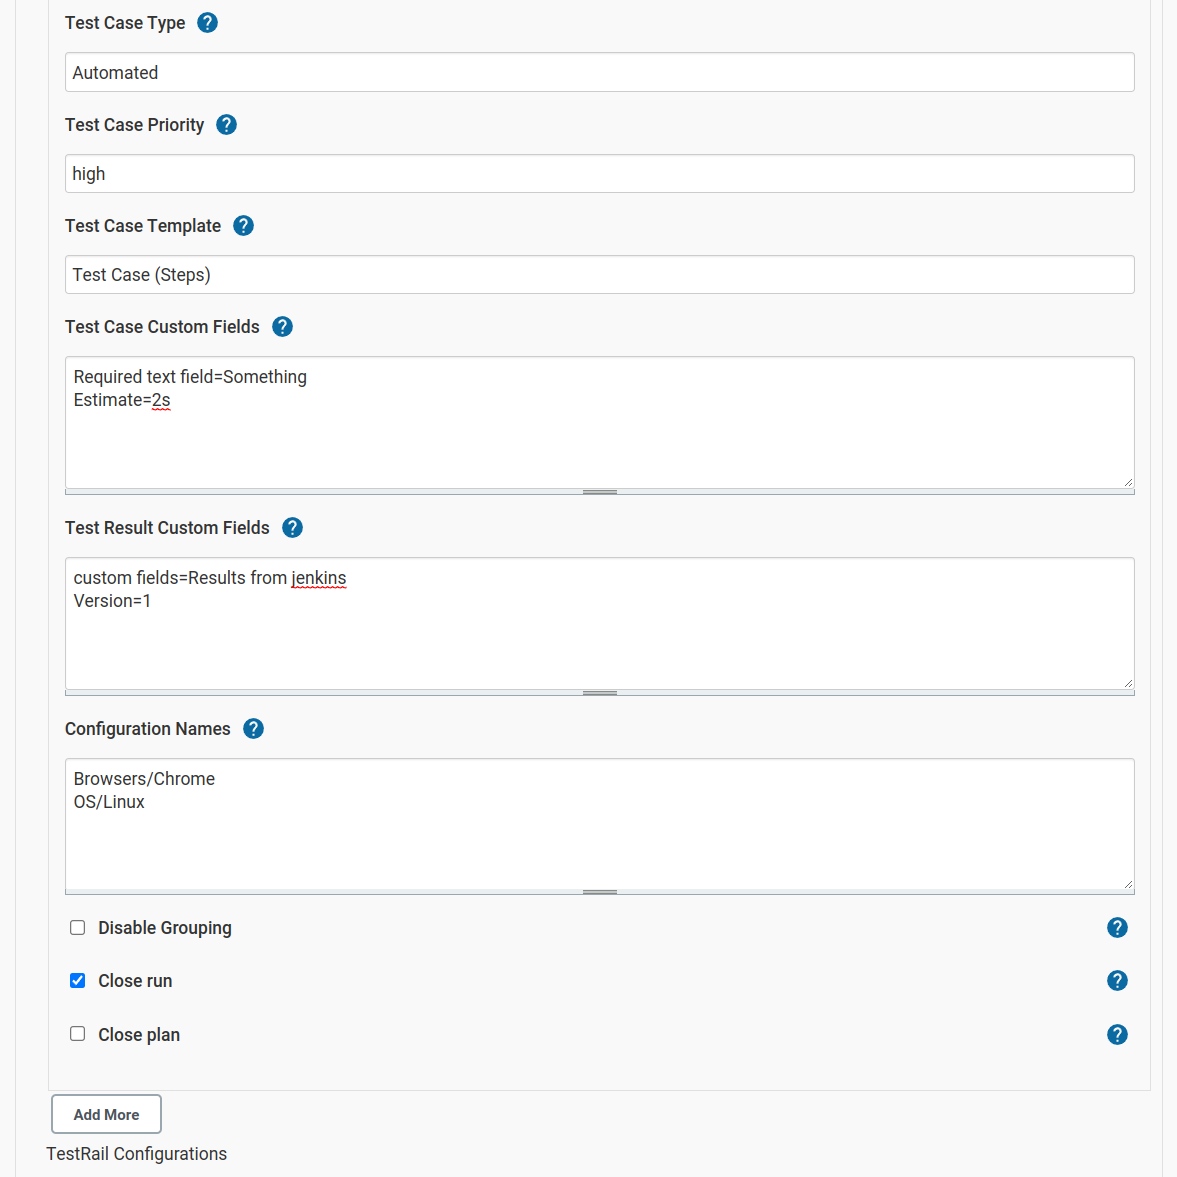 Test Case Type ?
Automated
Test Case Priority ?
high
Test Case Template ?
Test Case (Steps)
Test Case Custom Fields ?
Required text field=Something
Estimate=2s
Test Result Custom Fields ?
custom fields=Results from jenkins
Version=1
Configuration Names ?
Browsers/Chrome
OS/Linux
Disable Grouping ?
Close run ?
Close plan ?
Add More
TestRail Configurations